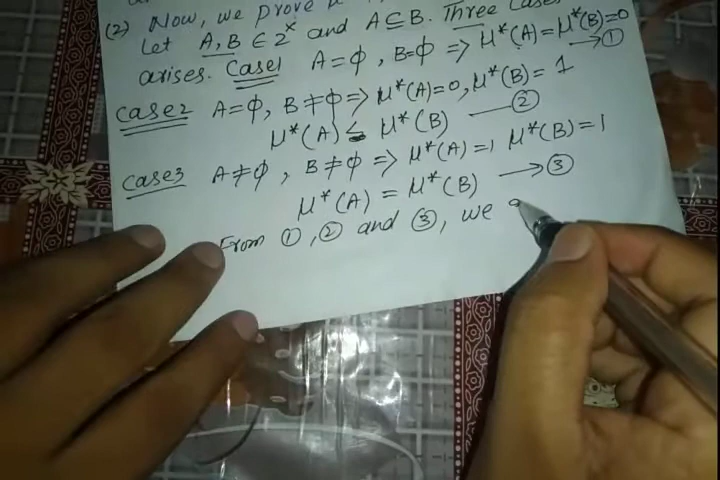 (2) Now, we prove
Let A, B ∈ 2^X and A ⊆ B. Three Cases
arises. Case1 A = ϕ, B = ϕ => μ*(A) = μ*(B) = 0 → ①
Case2 A = ϕ, B ≠ ϕ => μ*(A) = 0, μ*(B) = 1
μ*(A) ≤ μ*(B) — ②
Case3 A ≠ ϕ, B ≠ ϕ => μ*(A) = 1 μ*(B) = 1
μ*(A) = μ*(B) → ③
From ①, ② and ③, we